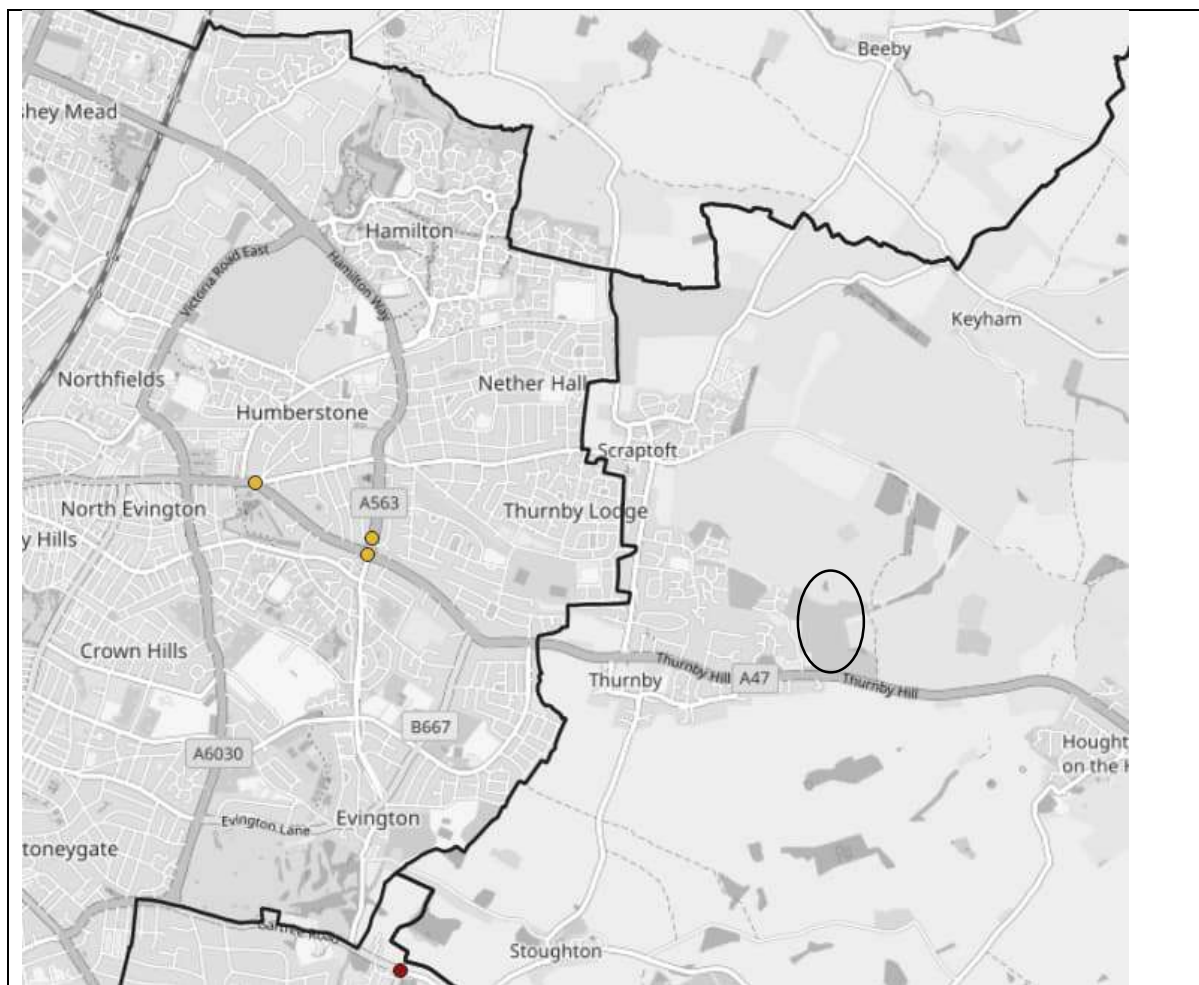 Beeby
shey Mead
Hamilton
Victoria Road East
Hamilton Way
Keyham
Northfields
Nether Hall
Humberstone
Scraptoft
A563
North Evington
Thurnby Lodge
y Hills
Crown Hills
Thurnby Hill
A47
Thurnby
Thurnby Hill
B667
A6030
Hought
on the H
Evington
Evington Lane
toneygate
Gartree Road
Stoughton